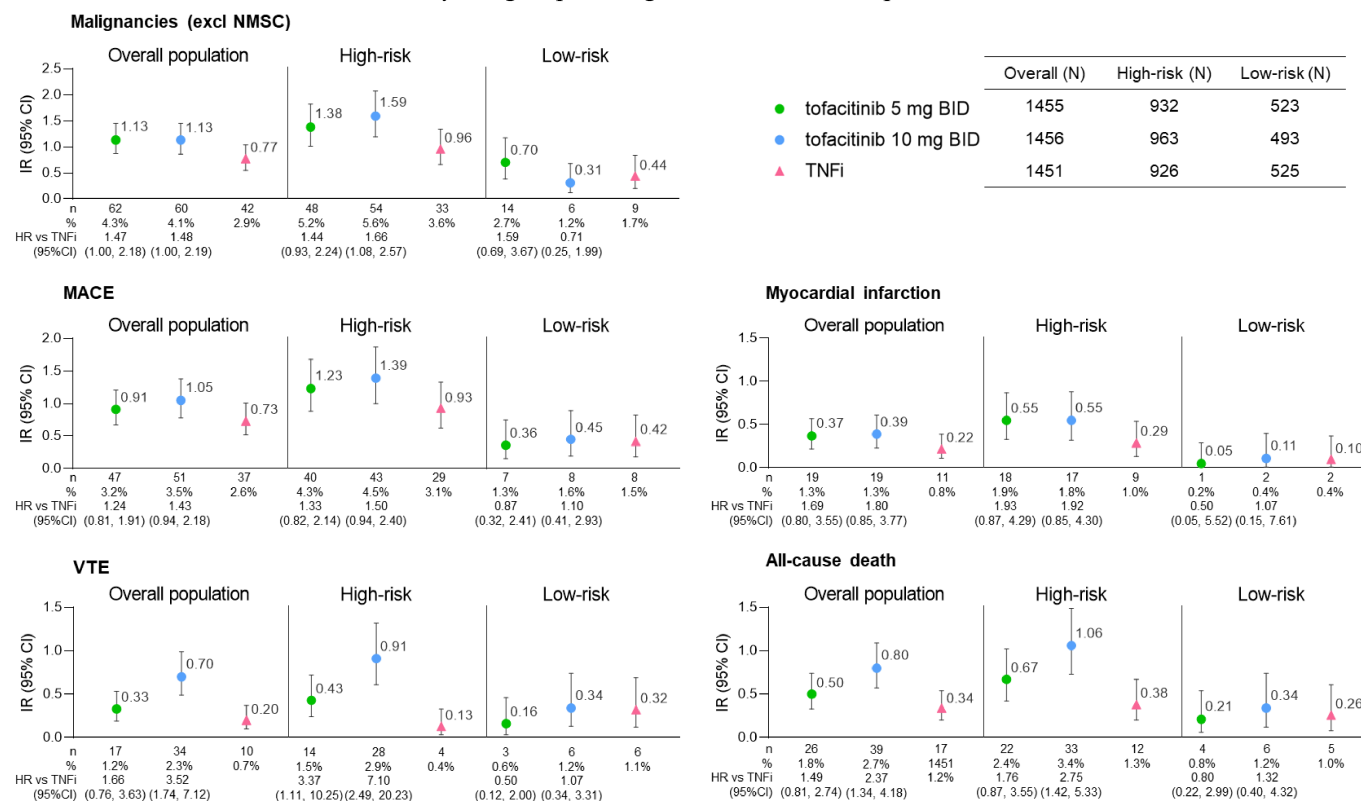 Malignancies (excl NMSC)
Overall population High-risk Low-risk
IR (95% CI)
2.5
2.0
1.5
1.0
0.5
0.0
1.13 1.13 0.77 1.38 1.59 0.96 0.70 0.31 0.44
n 62 60 42 48 54 33 14 6 9
% 4.3% 4.1% 2.9% 5.2% 5.6% 3.6% 2.7% 1.2% 1.7%
HR vs TNFi 1.47 1.48 1.44 1.66 1.59 0.71
(95%CI) (1.00, 2.18) (1.00, 2.19) (0.93, 2.24) (1.08, 2.57) (0.69, 3.67) (0.25, 1.99)
Overall (N) High-risk (N) Low-risk (N)
tofacitinib 5 mg BID 1455 932 523
tofacitinib 10 mg BID 1456 963 493
TNFi 1451 926 525
MACE
Overall population High-risk Low-risk
IR (95% CI)
2.0
1.5
1.0
0.5
0.0
0.91 1.05 0.73 1.23 1.39 0.93 0.36 0.45 0.42
n 47 51 37 40 43 29 7 8 8
% 3.2% 3.5% 2.6% 4.3% 4.5% 3.1% 1.3% 1.6% 1.5%
HR vs TNFi 1.24 1.43 1.33 1.50 0.87 1.10
(95%CI) (0.81, 1.91) (0.94, 2.18) (0.82, 2.14) (0.94, 2.40) (0.32, 2.41) (0.41, 2.93)
Myocardial infarction
Overall population High-risk Low-risk
IR (95% CI)
1.5
1.0
0.5
0.0
0.37 0.39 0.22 0.55 0.55 0.29 0.05 0.11 0.10
n 19 19 11 18 17 9 1 2 2
% 1.3% 1.3% 0.8% 1.9% 1.8% 1.0% 0.2% 0.4% 0.4%
HR vs TNFi 1.69 1.80 1.93 1.92 0.50 1.07
(95%CI) (0.80, 3.55) (0.85, 3.77) (0.87, 4.29) (0.85, 4.30) (0.05, 5.52) (0.15, 7.61)
VTE
Overall population High-risk Low-risk
IR (95% CI)
1.5
1.0
0.5
0.0
0.33 0.70 0.20 0.43 0.91 0.13 0.16 0.34 0.32
n 17 34 10 14 28 4 3 6 6
% 1.2% 2.3% 0.7% 1.5% 2.9% 0.4% 0.6% 1.2% 1.1%
HR vs TNFi 1.66 3.52 3.37 7.10 0.50 1.07
(95%CI) (0.76, 3.63) (1.74, 7.12) (1.11, 10.25) (2.49, 20.23) (0.12, 2.00) (0.34, 3.31)
All-cause death
Overall population High-risk Low-risk
IR (95% CI)
1.5
1.0
0.5
0.0
0.50 0.80 0.34 0.67 1.06 0.38 0.21 0.34 0.26
n 26 39 17 22 33 12 4 6 5
% 1.8% 2.7% 1451 2.4% 3.4% 1.3% 0.8% 1.2% 1.0%
HR vs TNFi 1.49 2.37 1.2% 1.76 2.75 0.80 1.32
(95%CI) (0.81, 2.74) (1.34, 4.18) (0.87, 3.55) (1.42, 5.33) (0.22, 2.99) (0.40, 4.32)